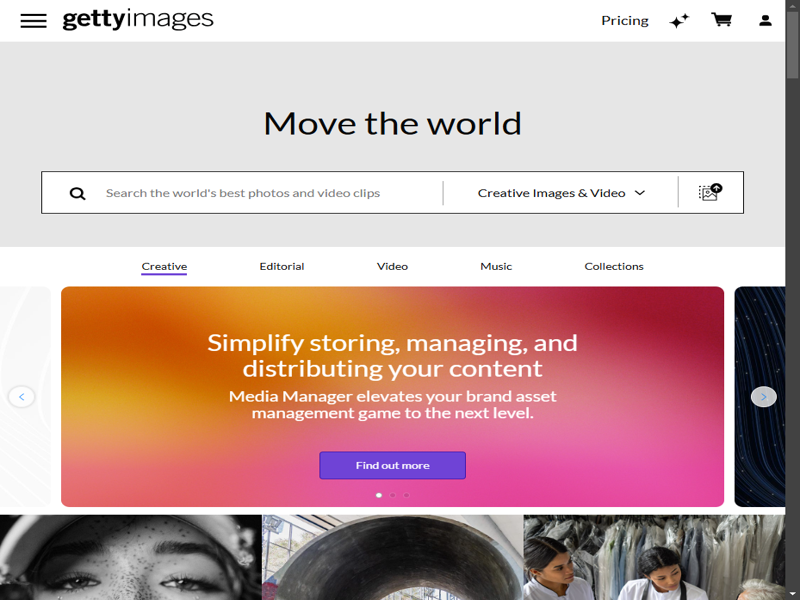 gettyimages
Pricing
Move the world
Search the world's best photos and video clips
Creative Images & Video
Creative
Editorial
Video
Music
Collections
Simplify storing, managing, and
distributing your content
Media Manager elevates your brand asset
management game to the next level.
Find out more